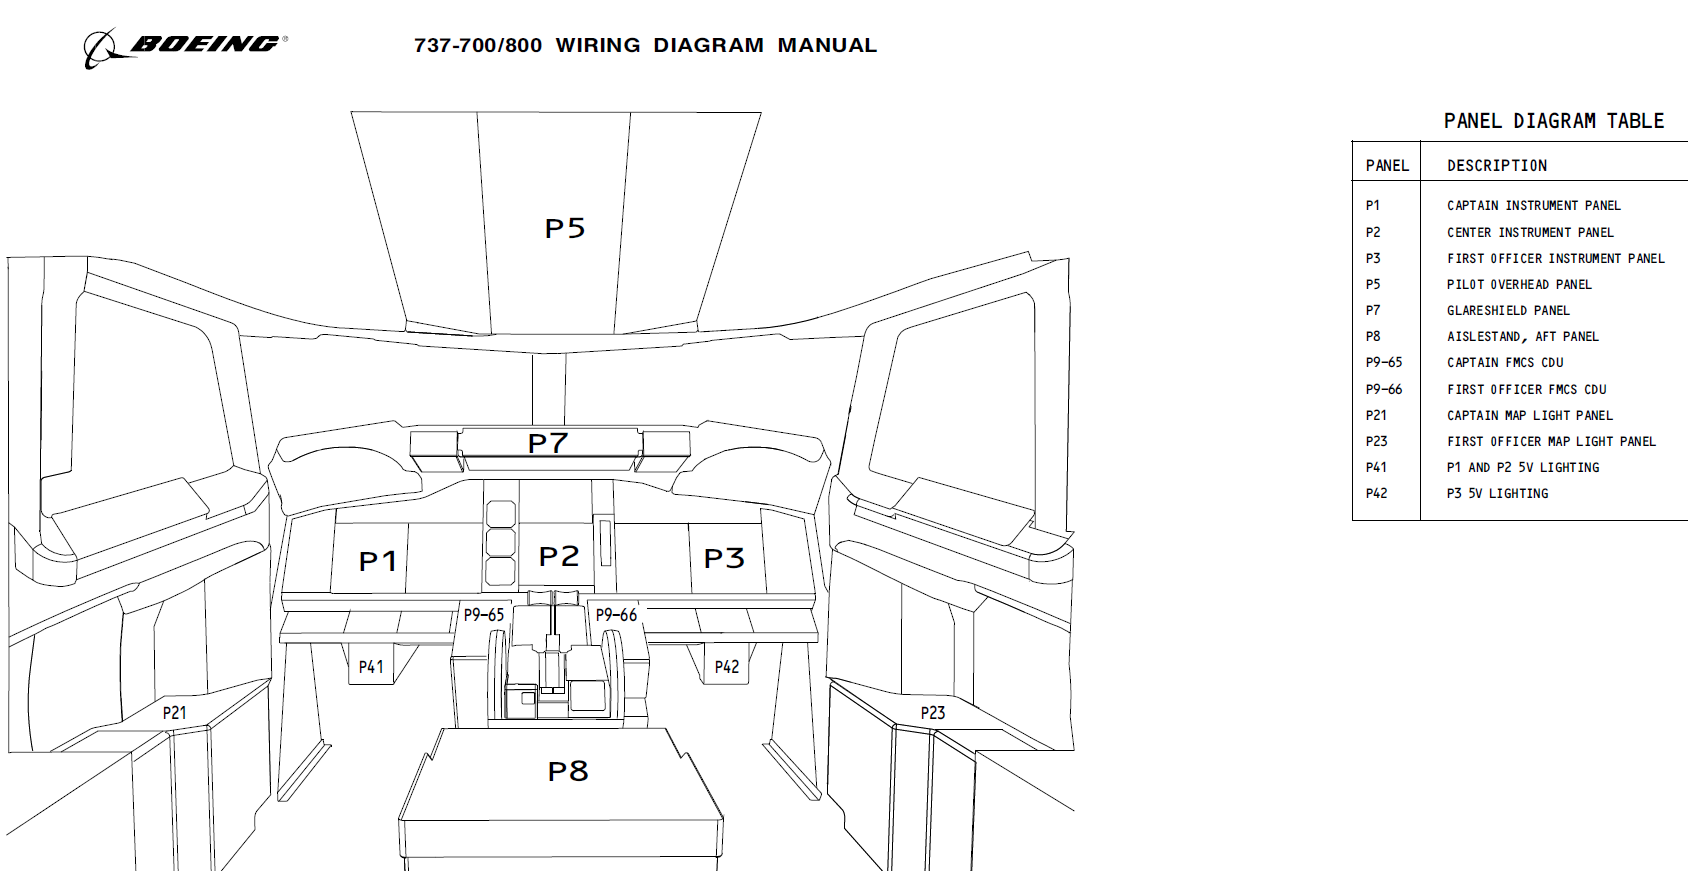 BOEING®
737-700/800 WIRING DIAGRAM MANUAL
PANEL DIAGRAM TABLE
PANEL DESCRIPTION
P1 CAPTAIN INSTRUMENT PANEL
P2 CENTER INSTRUMENT PANEL
P3 FIRST OFFICER INSTRUMENT PANEL
P5 PILOT OVERHEAD PANEL
P7 GLARESHIELD PANEL
P8 AISLESTAND, AFT PANEL
P9-65 CAPTAIN FMCS CDU
P9-66 FIRST OFFICER FMCS CDU
P21 CAPTAIN MAP LIGHT PANEL
P23 FIRST OFFICER MAP LIGHT PANEL
P41 P1 AND P2 5V LIGHTING
P42 P3 5V LIGHTING
P5
P7
P1
P2
P3
P9-65
P9-66
P41
P42
P21
P23
P8